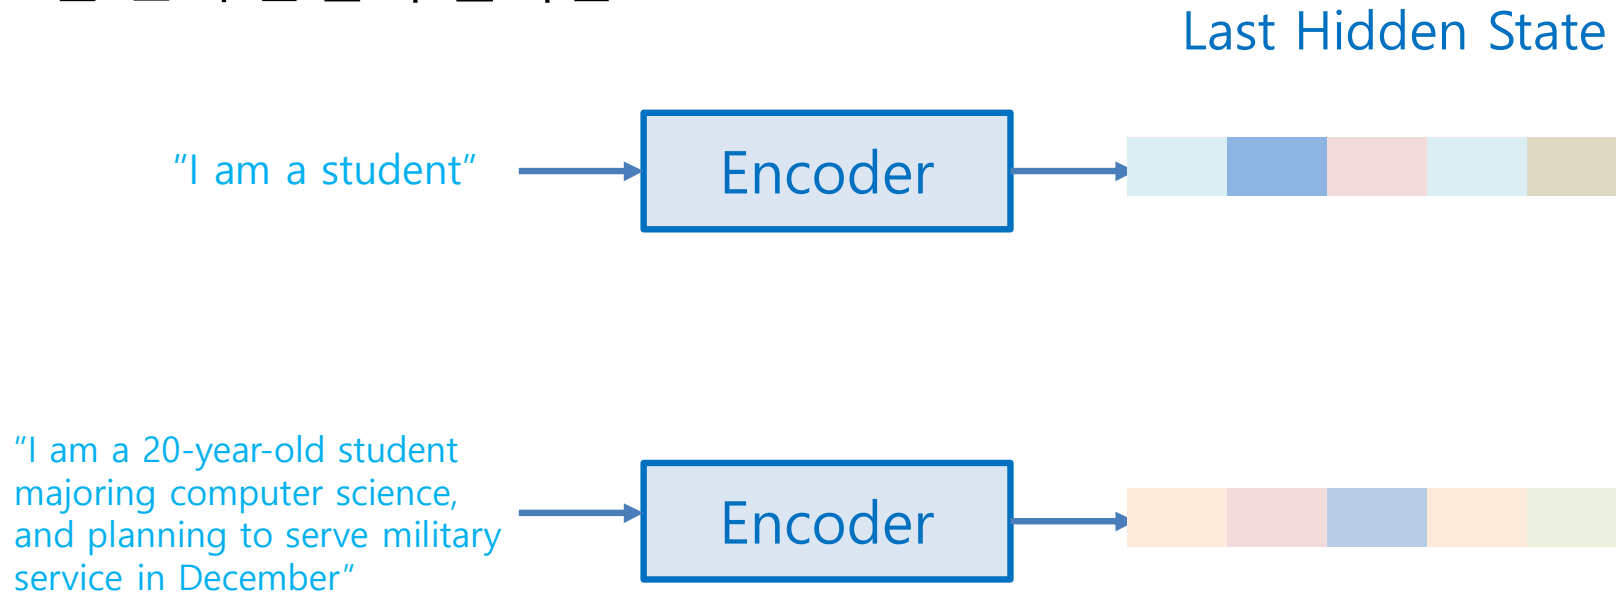 Last Hidden State
“I am a student”
Encoder
“I am a 20-year-old student
majoring computer science,
and planning to serve military
service in December”
Encoder